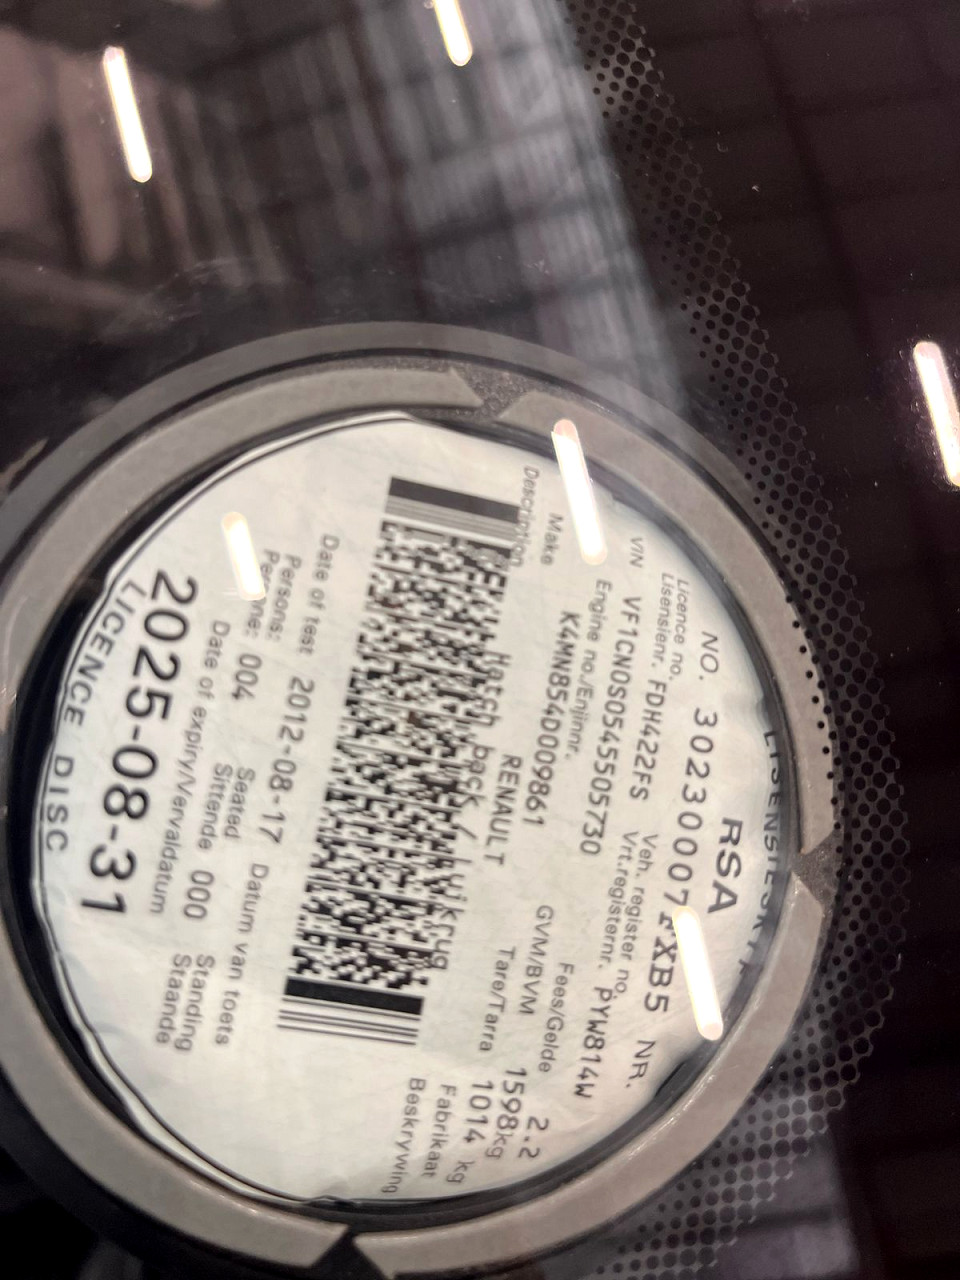 RSA
NO. 30230007 XB5 NR.
Licence no. Veh. register no.
Lisensienr. FDH422FS Vrt.registernr. PYW814W
VIN VF1CN0S0545505730
Engine no./Enjinnr. Fees/Gelde 2.2
K4MN854D009861 GVM/BVM 1598kg
Make RENAULT Tare/Tarra 1014 kg
Description Hatch back / Luikrug Fabrikaat
Beskrywing
Date of test 2012-08-17 Datum van toets
Persons: Seated Standing
004 Sittende 000 Staande
Date of expiry/Vervaldatum
2025-08-31
LICENCE DISC